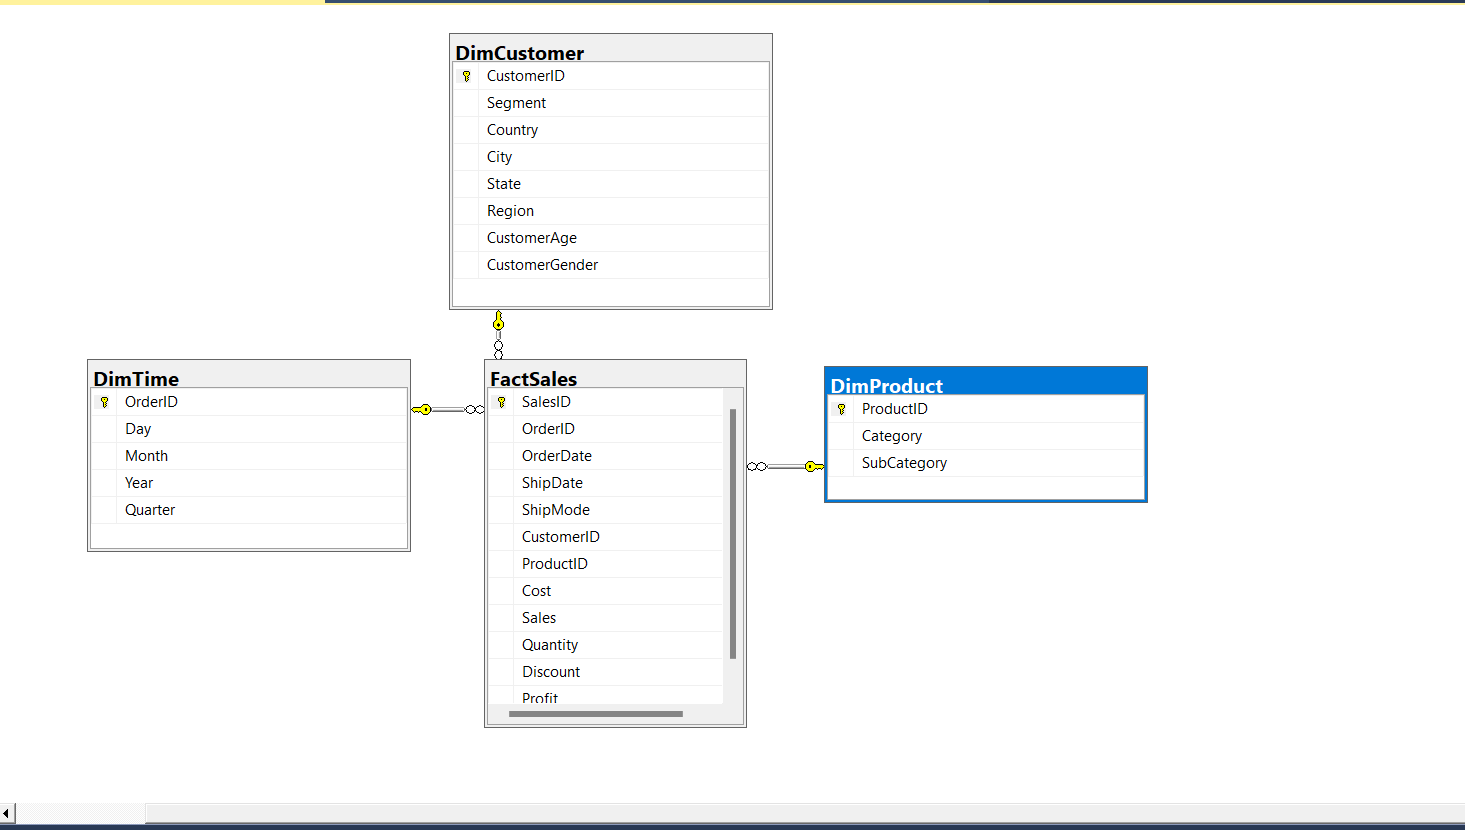 DimCustomer
CustomerID
Segment
Country
City
State
Region
CustomerAge
CustomerGender
DimTime
OrderID
Day
Month
Year
Quarter
FactSales
SalesID
OrderID
OrderDate
ShipDate
ShipMode
CustomerID
ProductID
Cost
Sales
Quantity
Discount
Profit
DimProduct
ProductID
Category
SubCategory